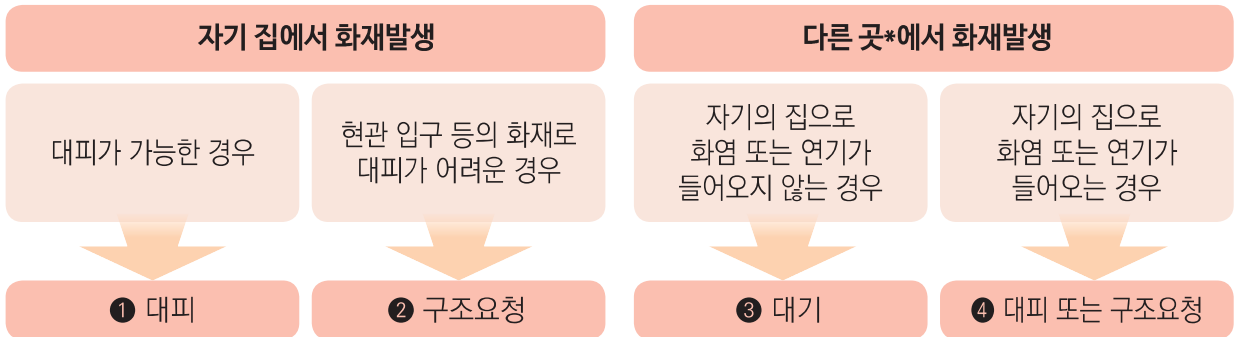 자기 집에서 화재발생
대피가 가능한 경우
현관 입구 등의 화재로
대피가 어려운 경우
❶ 대피
❷ 구조요청
다른 곳*에서 화재발생
자기의 집으로
화염 또는 연기가
들어오지 않는 경우
자기의 집으로
화염 또는 연기가
들어오는 경우
❸ 대기
❹ 대피 또는 구조요청